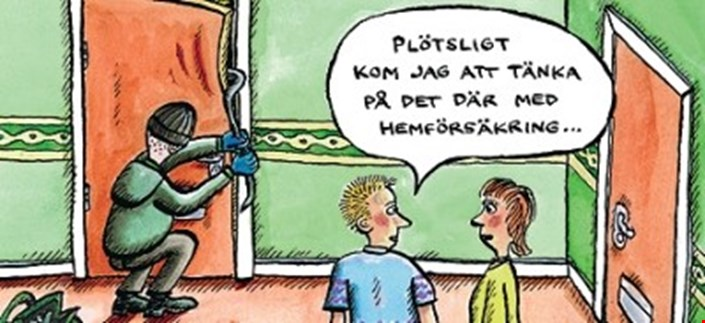 PLÖTSLIGT
KOM JAG ATT TÄNKA
PÅ DET DÄR MED
HEMFÖRSÄKRING...